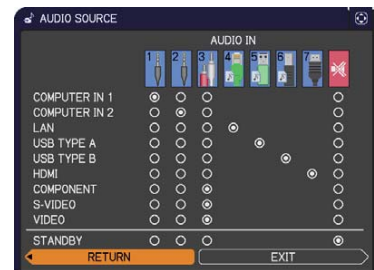 AUDIO SOURCE
AUDIO IN
1 2 3 4 5 6 7
COMPUTER IN 1
COMPUTER IN 2
LAN
USB TYPE A
USB TYPE B
HDMI
COMPONENT
S-VIDEO
VIDEO
STANDBY
RETURN EXIT